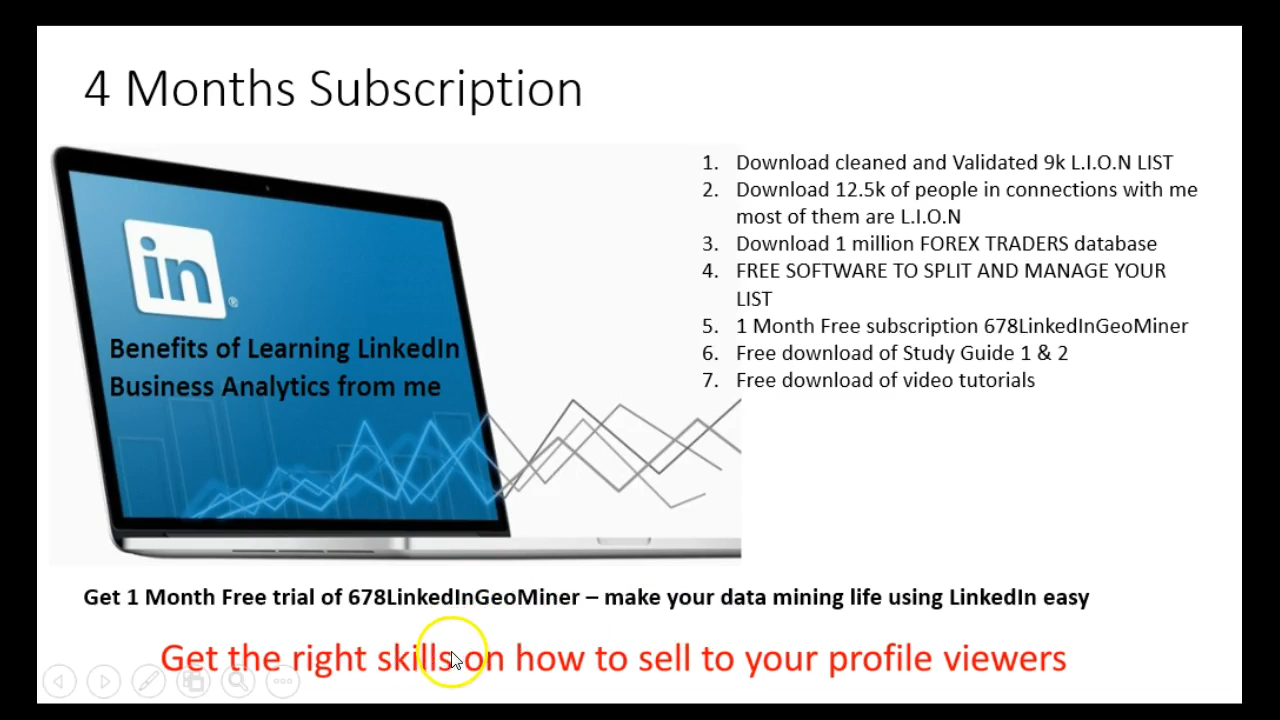 4 Months Subscription
in®
Benefits of Learning LinkedIn
Business Analytics from me
1. Download cleaned and Validated 9k L.I.O.N LIST
2. Download 12.5k of people in connections with me
most of them are L.I.O.N
3. Download 1 million FOREX TRADERS database
4. FREE SOFTWARE TO SPLIT AND MANAGE YOUR
LIST
5. 1 Month Free subscription 678LinkedInGeoMiner
6. Free download of Study Guide 1 & 2
7. Free download of video tutorials
Get 1 Month Free trial of 678LinkedInGeoMiner – make your data mining life using LinkedIn easy
Get the right skills on how to sell to your profile viewers